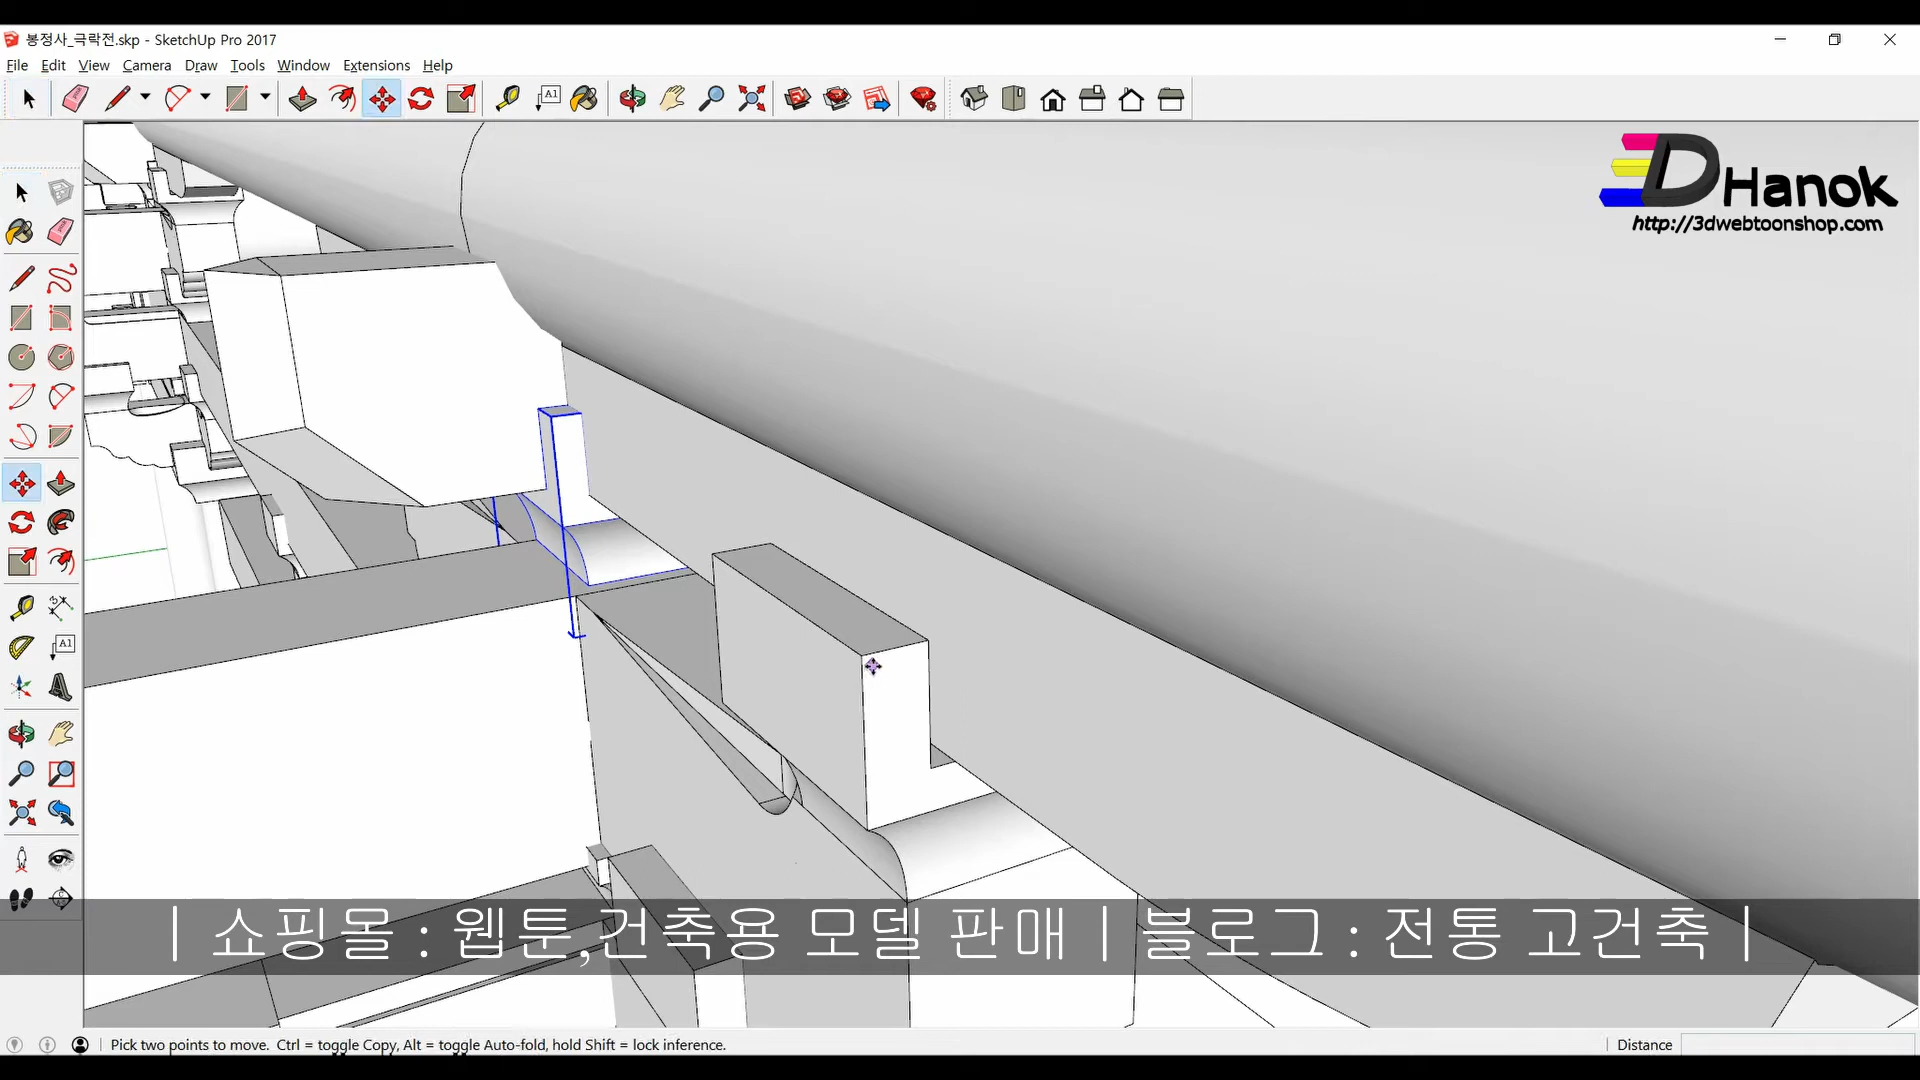 봉정사_극락전.skp - SketchUp Pro 2017
File Edit View Camera Draw Tools Window Extensions Help
A1
3DHanok
http://3dwebtoonshop.com
A1
| 쇼핑몰 : 웹툰,건축용 모델 판매 | 블로그 : 전통 고건축 |
Pick two points to move. Ctrl = toggle Copy, Alt = toggle Auto-fold, hold Shift = lock inference.
Distance